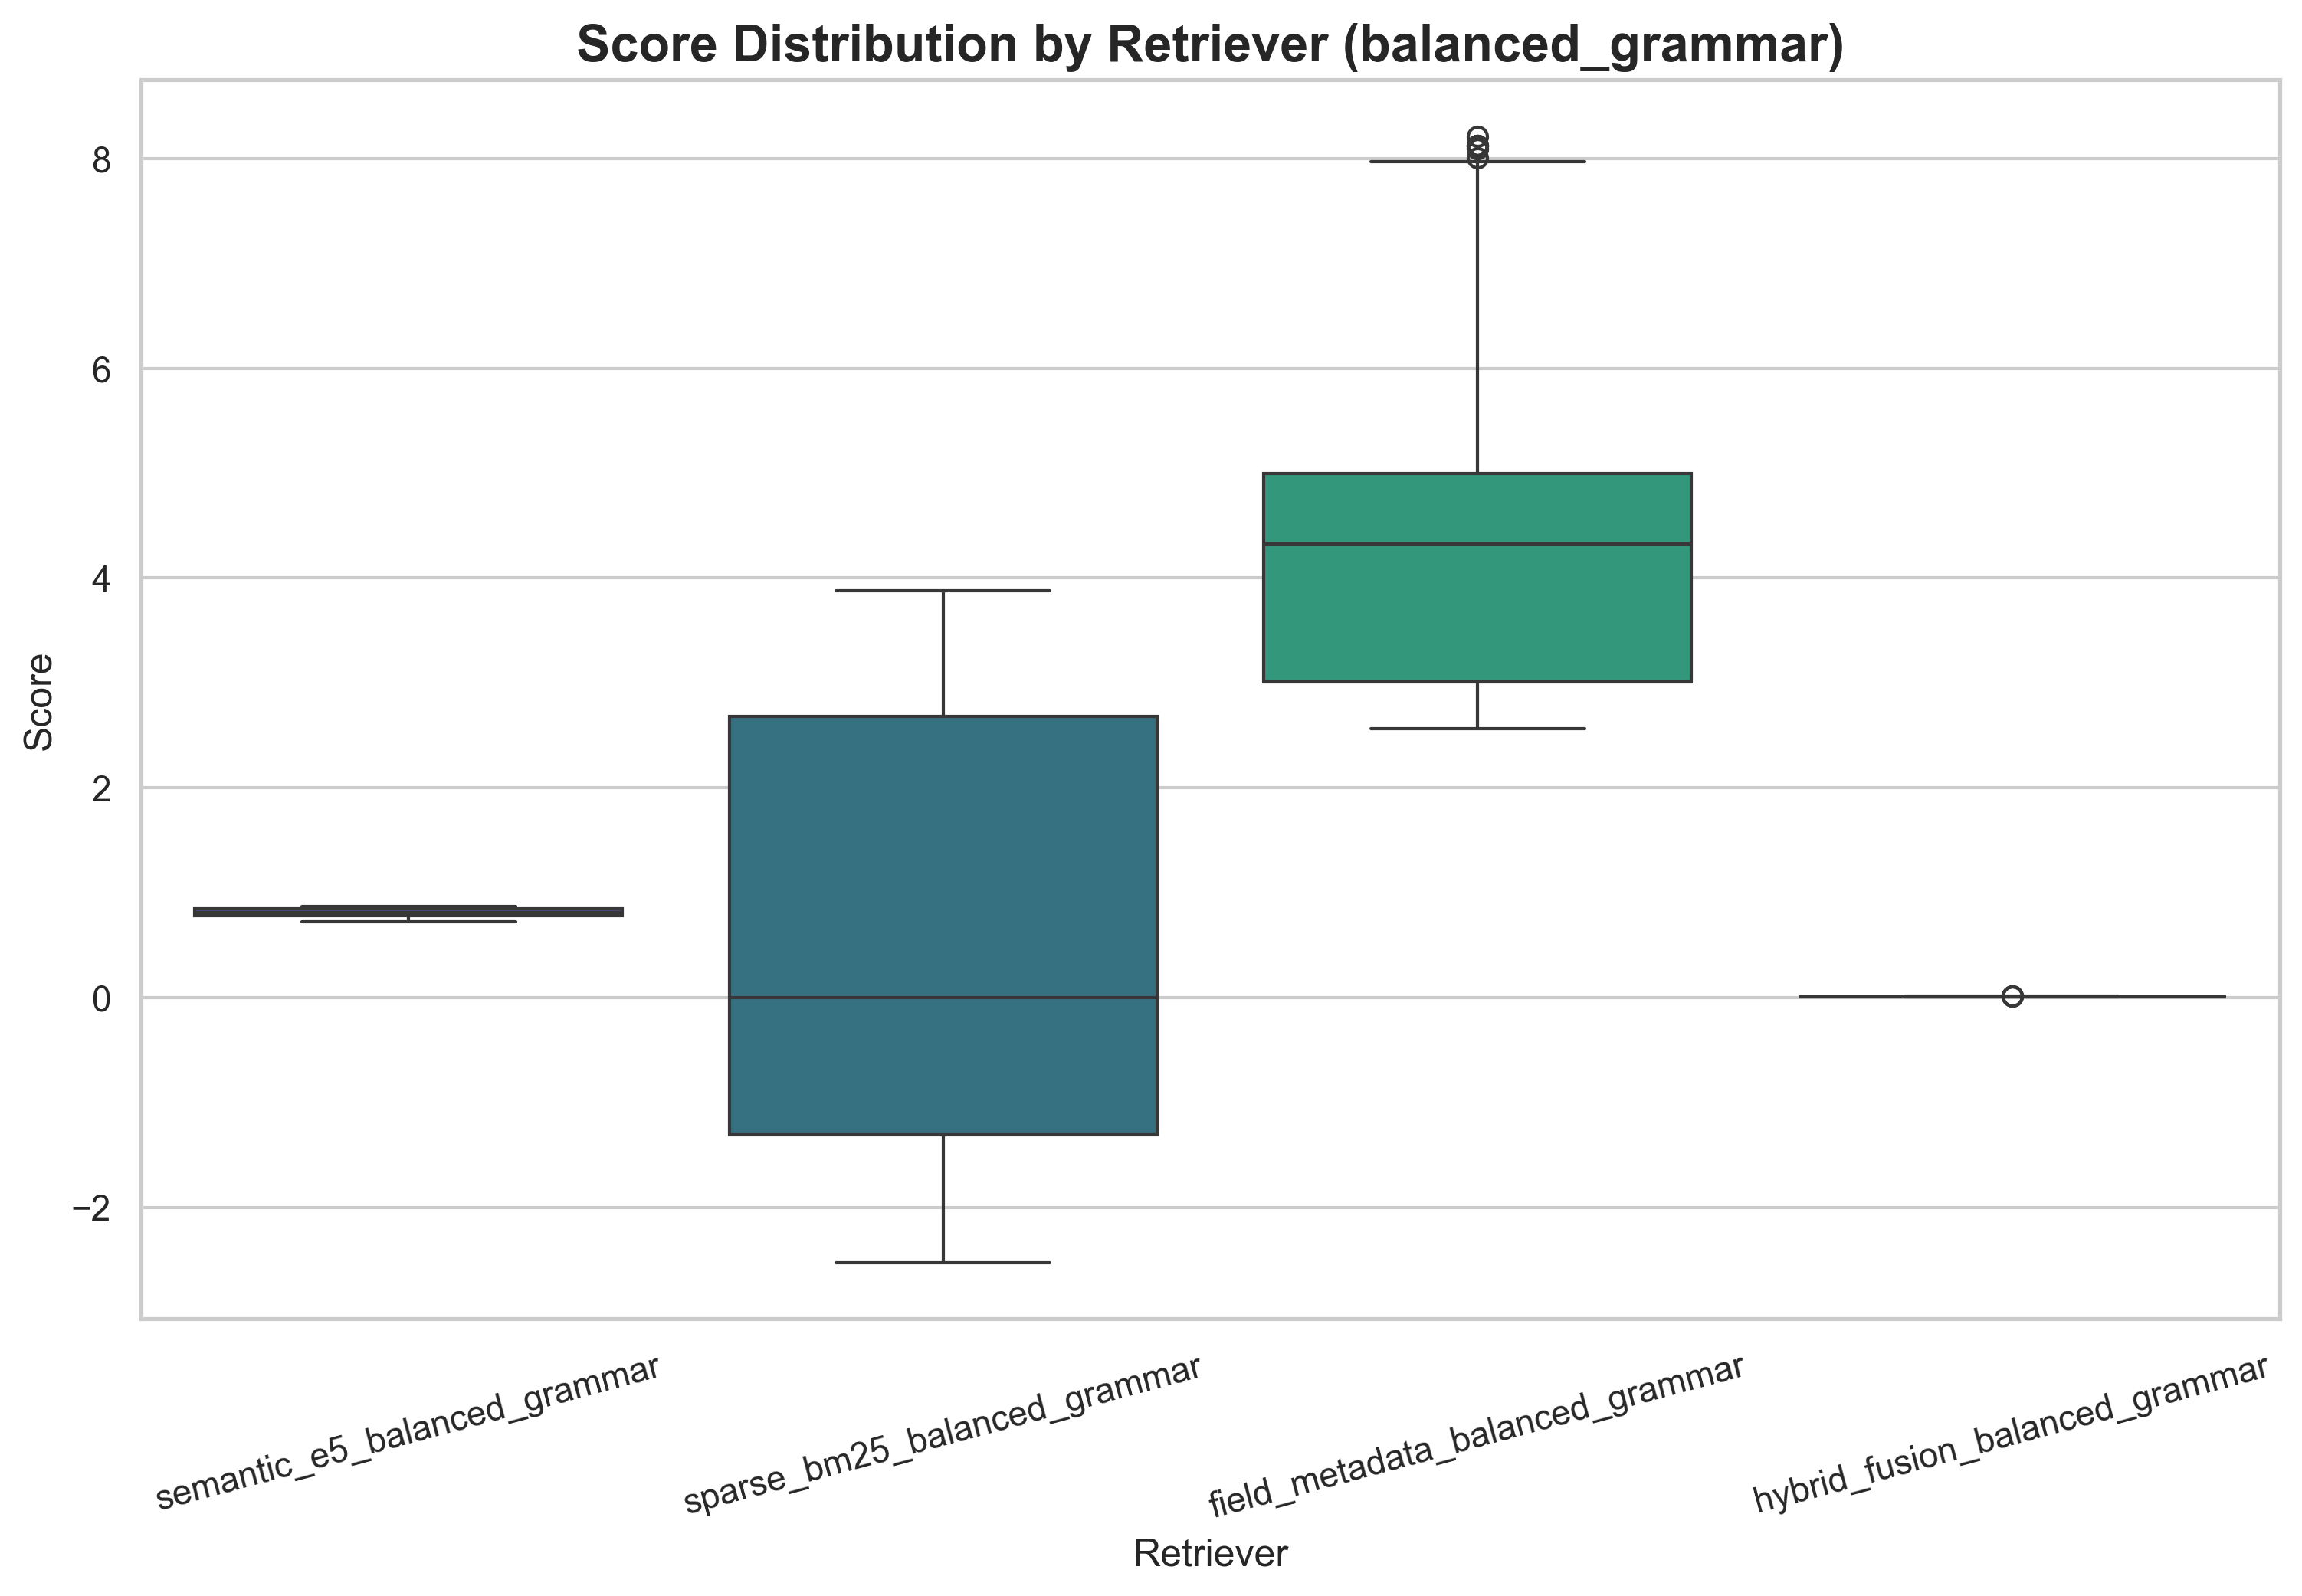 Score Distribution by Retriever (balanced_grammar)
8
6
4
2
0
−2
Score
semantic_e5_balanced_grammar
sparse_bm25_balanced_grammar
field_metadata_balanced_grammar
hybrid_fusion_balanced_grammar
Retriever